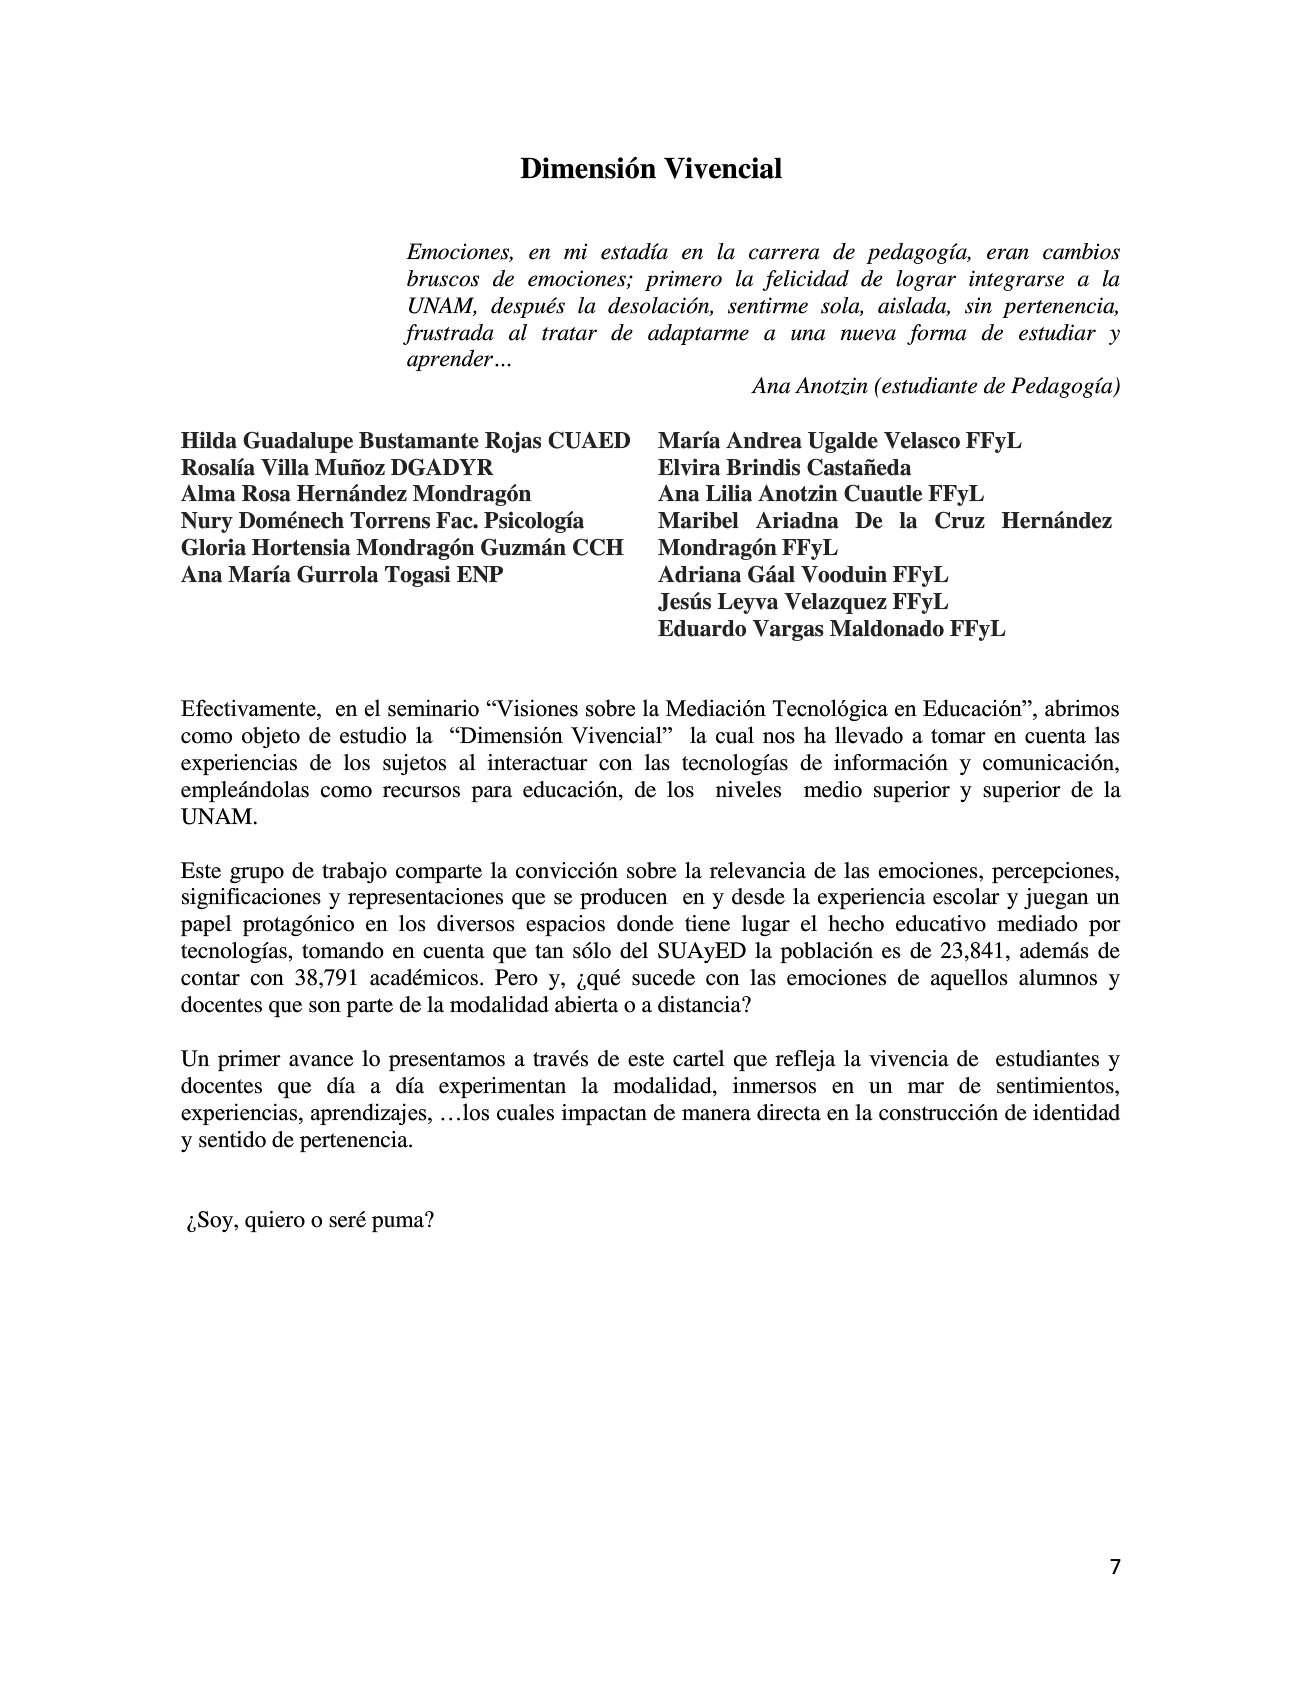 Dimensión Vivencial
Emociones, en mi estadía en la carrera de pedagogía, eran cambios
bruscos de emociones; primero la felicidad de lograr integrarse a la
UNAM, después la desolación, sentirme sola, aislada, sin pertenencia,
frustrada al tratar de adaptarme a una nueva forma de estudiar y
aprender…
Ana Anotzin (estudiante de Pedagogía)
Hilda Guadalupe Bustamante Rojas CUAED
Rosalía Villa Muñoz DGADYR
Alma Rosa Hernández Mondragón
Nury Doménech Torrens Fac. Psicología
Gloria Hortensia Mondragón Guzmán CCH
Ana María Gurrola Togasi ENP
María Andrea Ugalde Velasco FFyL
Elvira Brindis Castañeda
Ana Lilia Anotzin Cuautle FFyL
Maribel Ariadna De la Cruz Hernández
Mondragón FFyL
Adriana Gáal Vooduin FFyL
Jesús Leyva Velazquez FFyL
Eduardo Vargas Maldonado FFyL
Efectivamente,  en el seminario “Visiones sobre la Mediación Tecnológica en Educación”, abrimos
como objeto de estudio la  “Dimensión Vivencial”  la cual nos ha llevado a tomar en cuenta las
experiencias de los sujetos al interactuar con las tecnologías de información y comunicación,
empleándolas como recursos para educación, de los  niveles  medio superior y superior de la
UNAM.
Este grupo de trabajo comparte la convicción sobre la relevancia de las emociones, percepciones,
significaciones y representaciones que se producen  en y desde la experiencia escolar y juegan un
papel protagónico en los diversos espacios donde tiene lugar el hecho educativo mediado por
tecnologías, tomando en cuenta que tan sólo del SUAyED la población es de 23,841, además de
contar con 38,791 académicos. Pero y, ¿qué sucede con las emociones de aquellos alumnos y
docentes que son parte de la modalidad abierta o a distancia?
Un primer avance lo presentamos a través de este cartel que refleja la vivencia de  estudiantes y
docentes que día a día experimentan la modalidad, inmersos en un mar de sentimientos,
experiencias, aprendizajes, …los cuales impactan de manera directa en la construcción de identidad
y sentido de pertenencia.
¿Soy, quiero o seré puma?
7